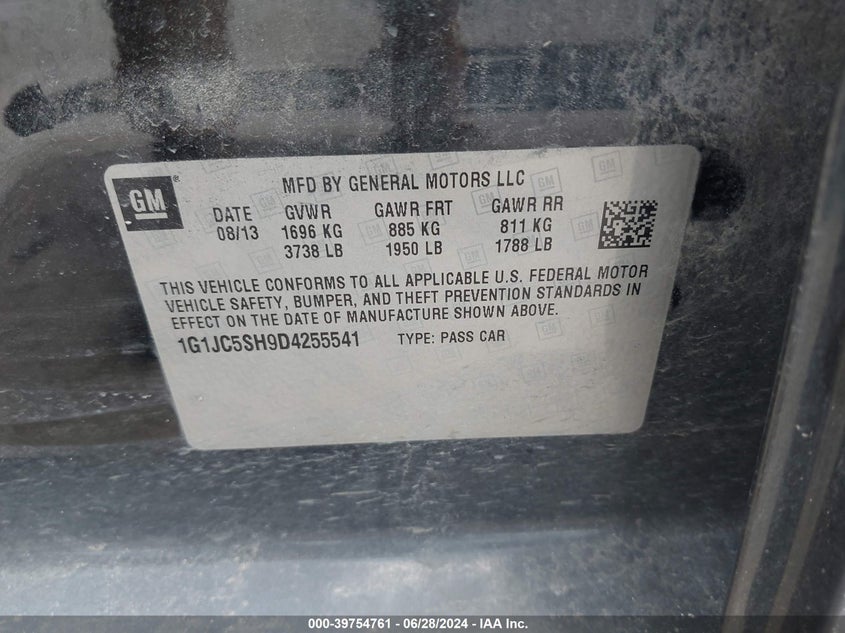 GM
MFD BY GENERAL MOTORS LLC
DATE GVWR GAWR FRT GAWR RR
08/13 1696 KG 885 KG 811 KG
3738 LB 1950 LB 1788 LB
THIS VEHICLE CONFORMS TO ALL APPLICABLE U.S. FEDERAL MOTOR
VEHICLE SAFETY, BUMPER, AND THEFT PREVENTION STANDARDS IN
EFFECT ON THE DATE OF MANUFACTURE SHOWN ABOVE.
1G1JC5SH9D4255541 TYPE: PASS CAR
000-39754761 - 06/28/2024 - IAA Inc.